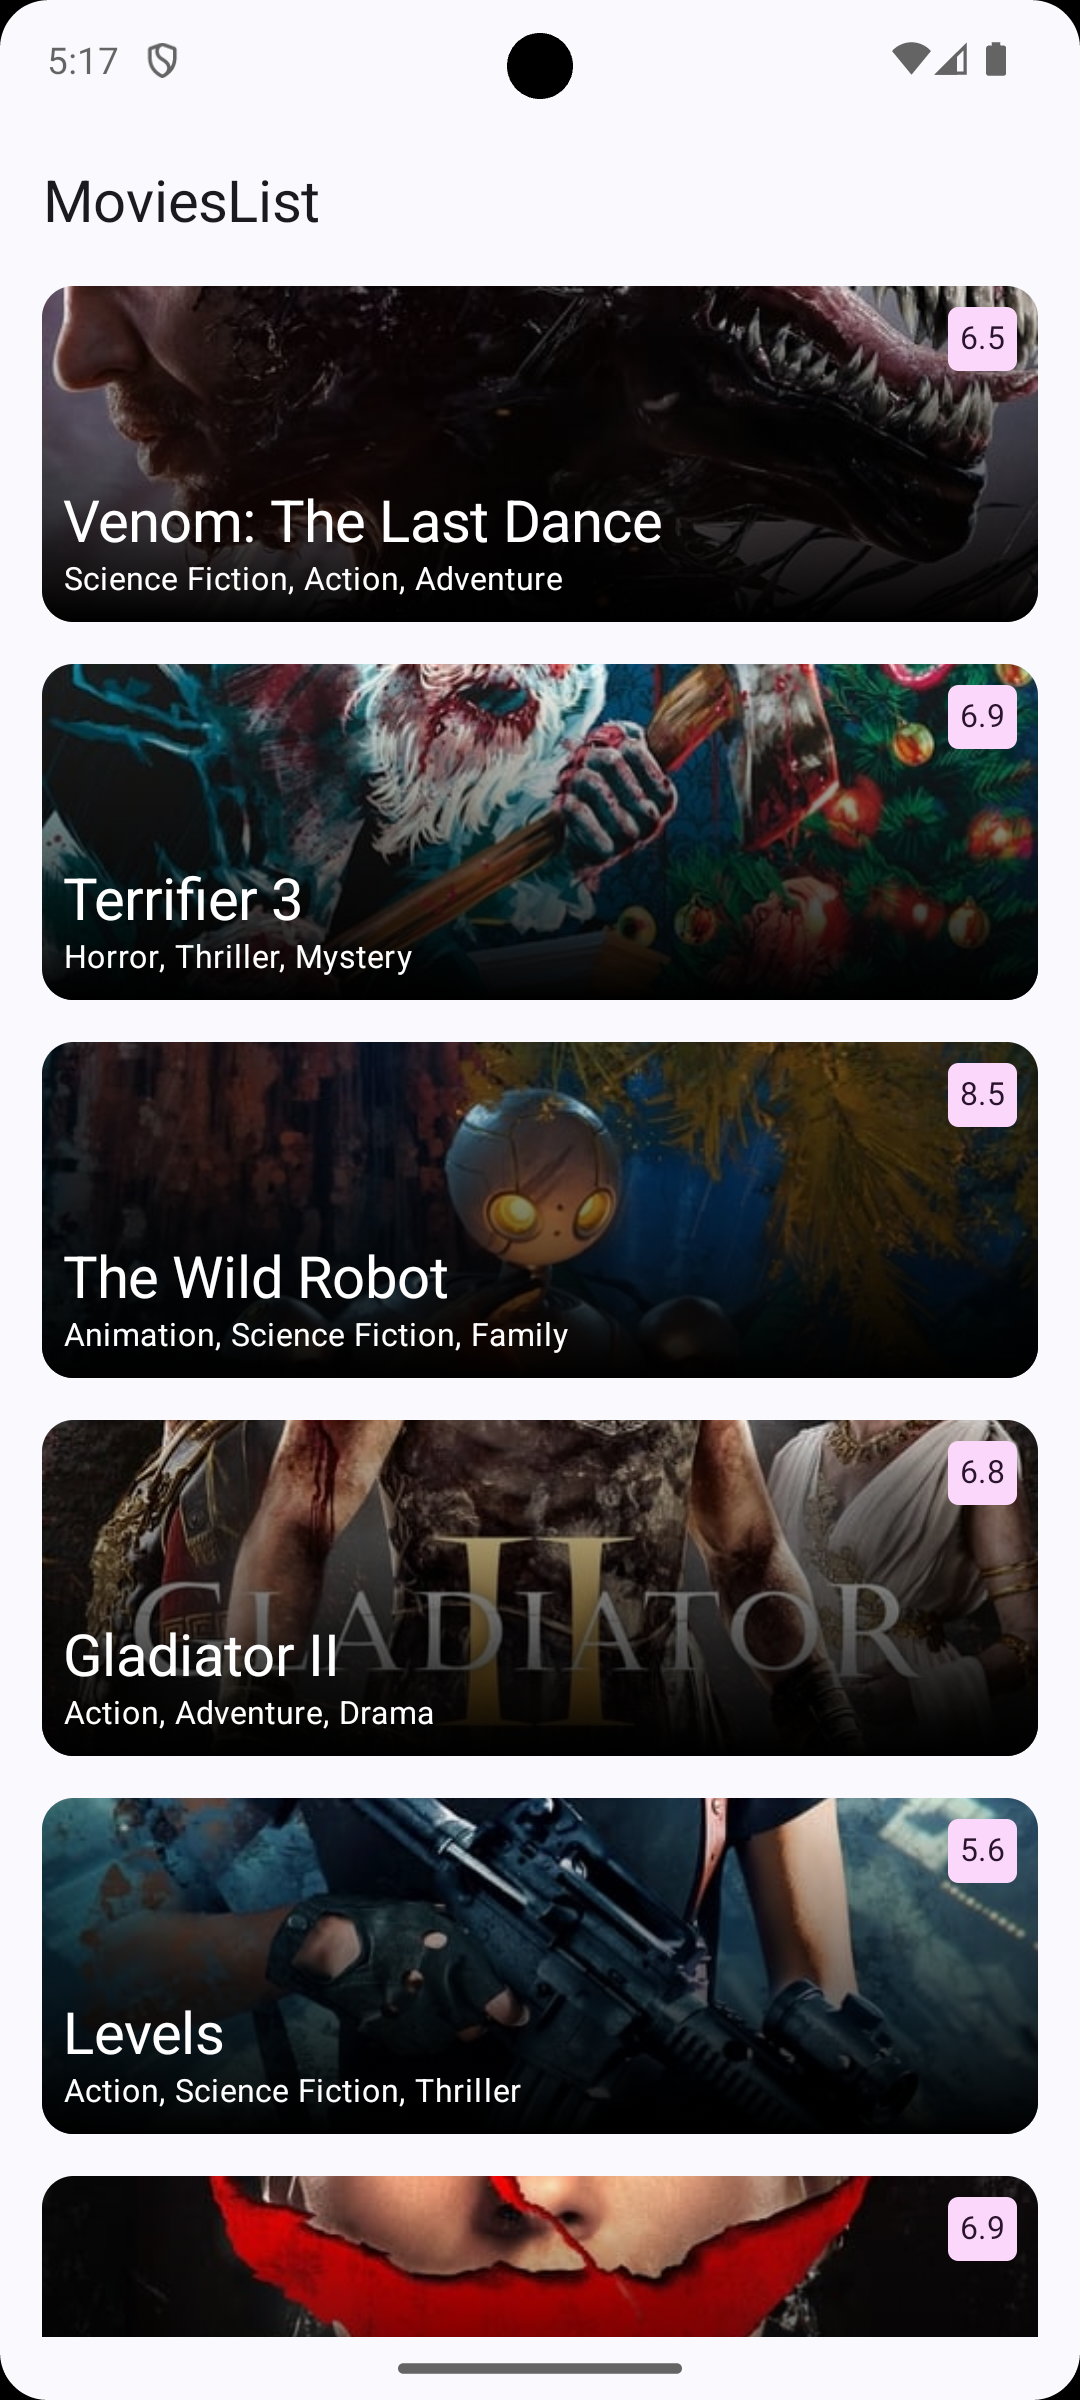 5:17
MoviesList
6.5
Venom: The Last Dance
Science Fiction, Action, Adventure
6.9
Terrifier 3
Horror, Thriller, Mystery
8.5
The Wild Robot
Animation, Science Fiction, Family
6.8
II
GLADIATOR
Gladiator II
Action, Adventure, Drama
5.6
Levels
Action, Science Fiction, Thriller
6.9